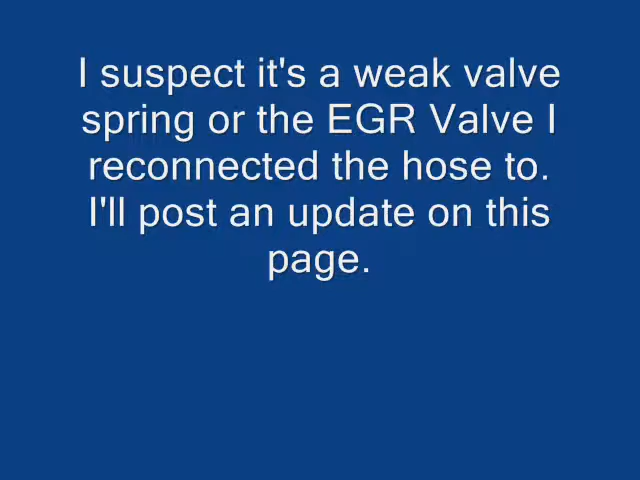 I suspect it's a weak valve
spring or the EGR Valve I
reconnected the hose to.
I'll post an update on this
page.